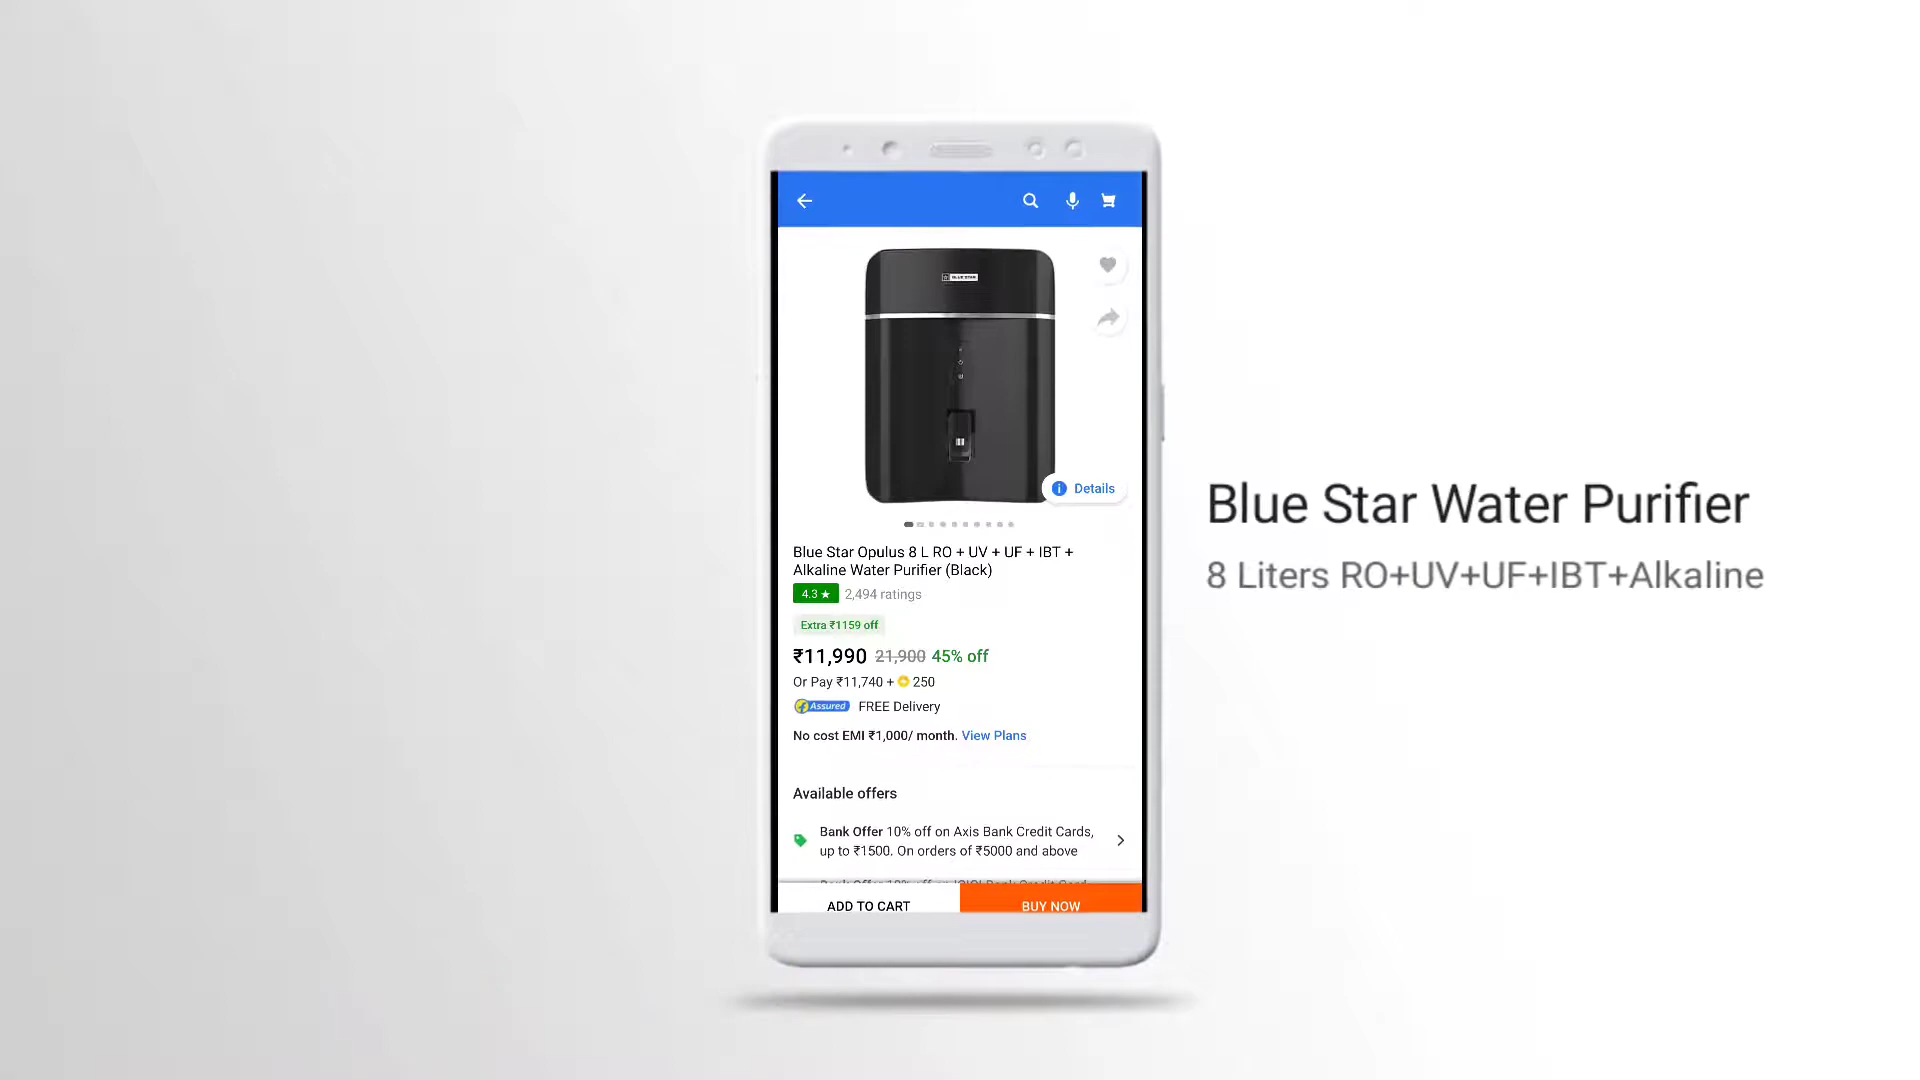 BLUE STAR
Details
Blue Star Opulus 8 L RO + UV + UF + IBT +
Alkaline Water Purifier (Black)
4.3 ★ 2,494 ratings
Extra ₹1159 off
₹11,990 21,900 45% off
Or Pay ₹11,740 + 250
Assured FREE Delivery
No cost EMI ₹1,000/ month. View Plans
Available offers
Bank Offer 10% off on Axis Bank Credit Cards,
up to ₹1500. On orders of ₹5000 and above
ADD TO CART
BUY NOW
Blue Star Water Purifier
8 Liters RO+UV+UF+IBT+Alkaline